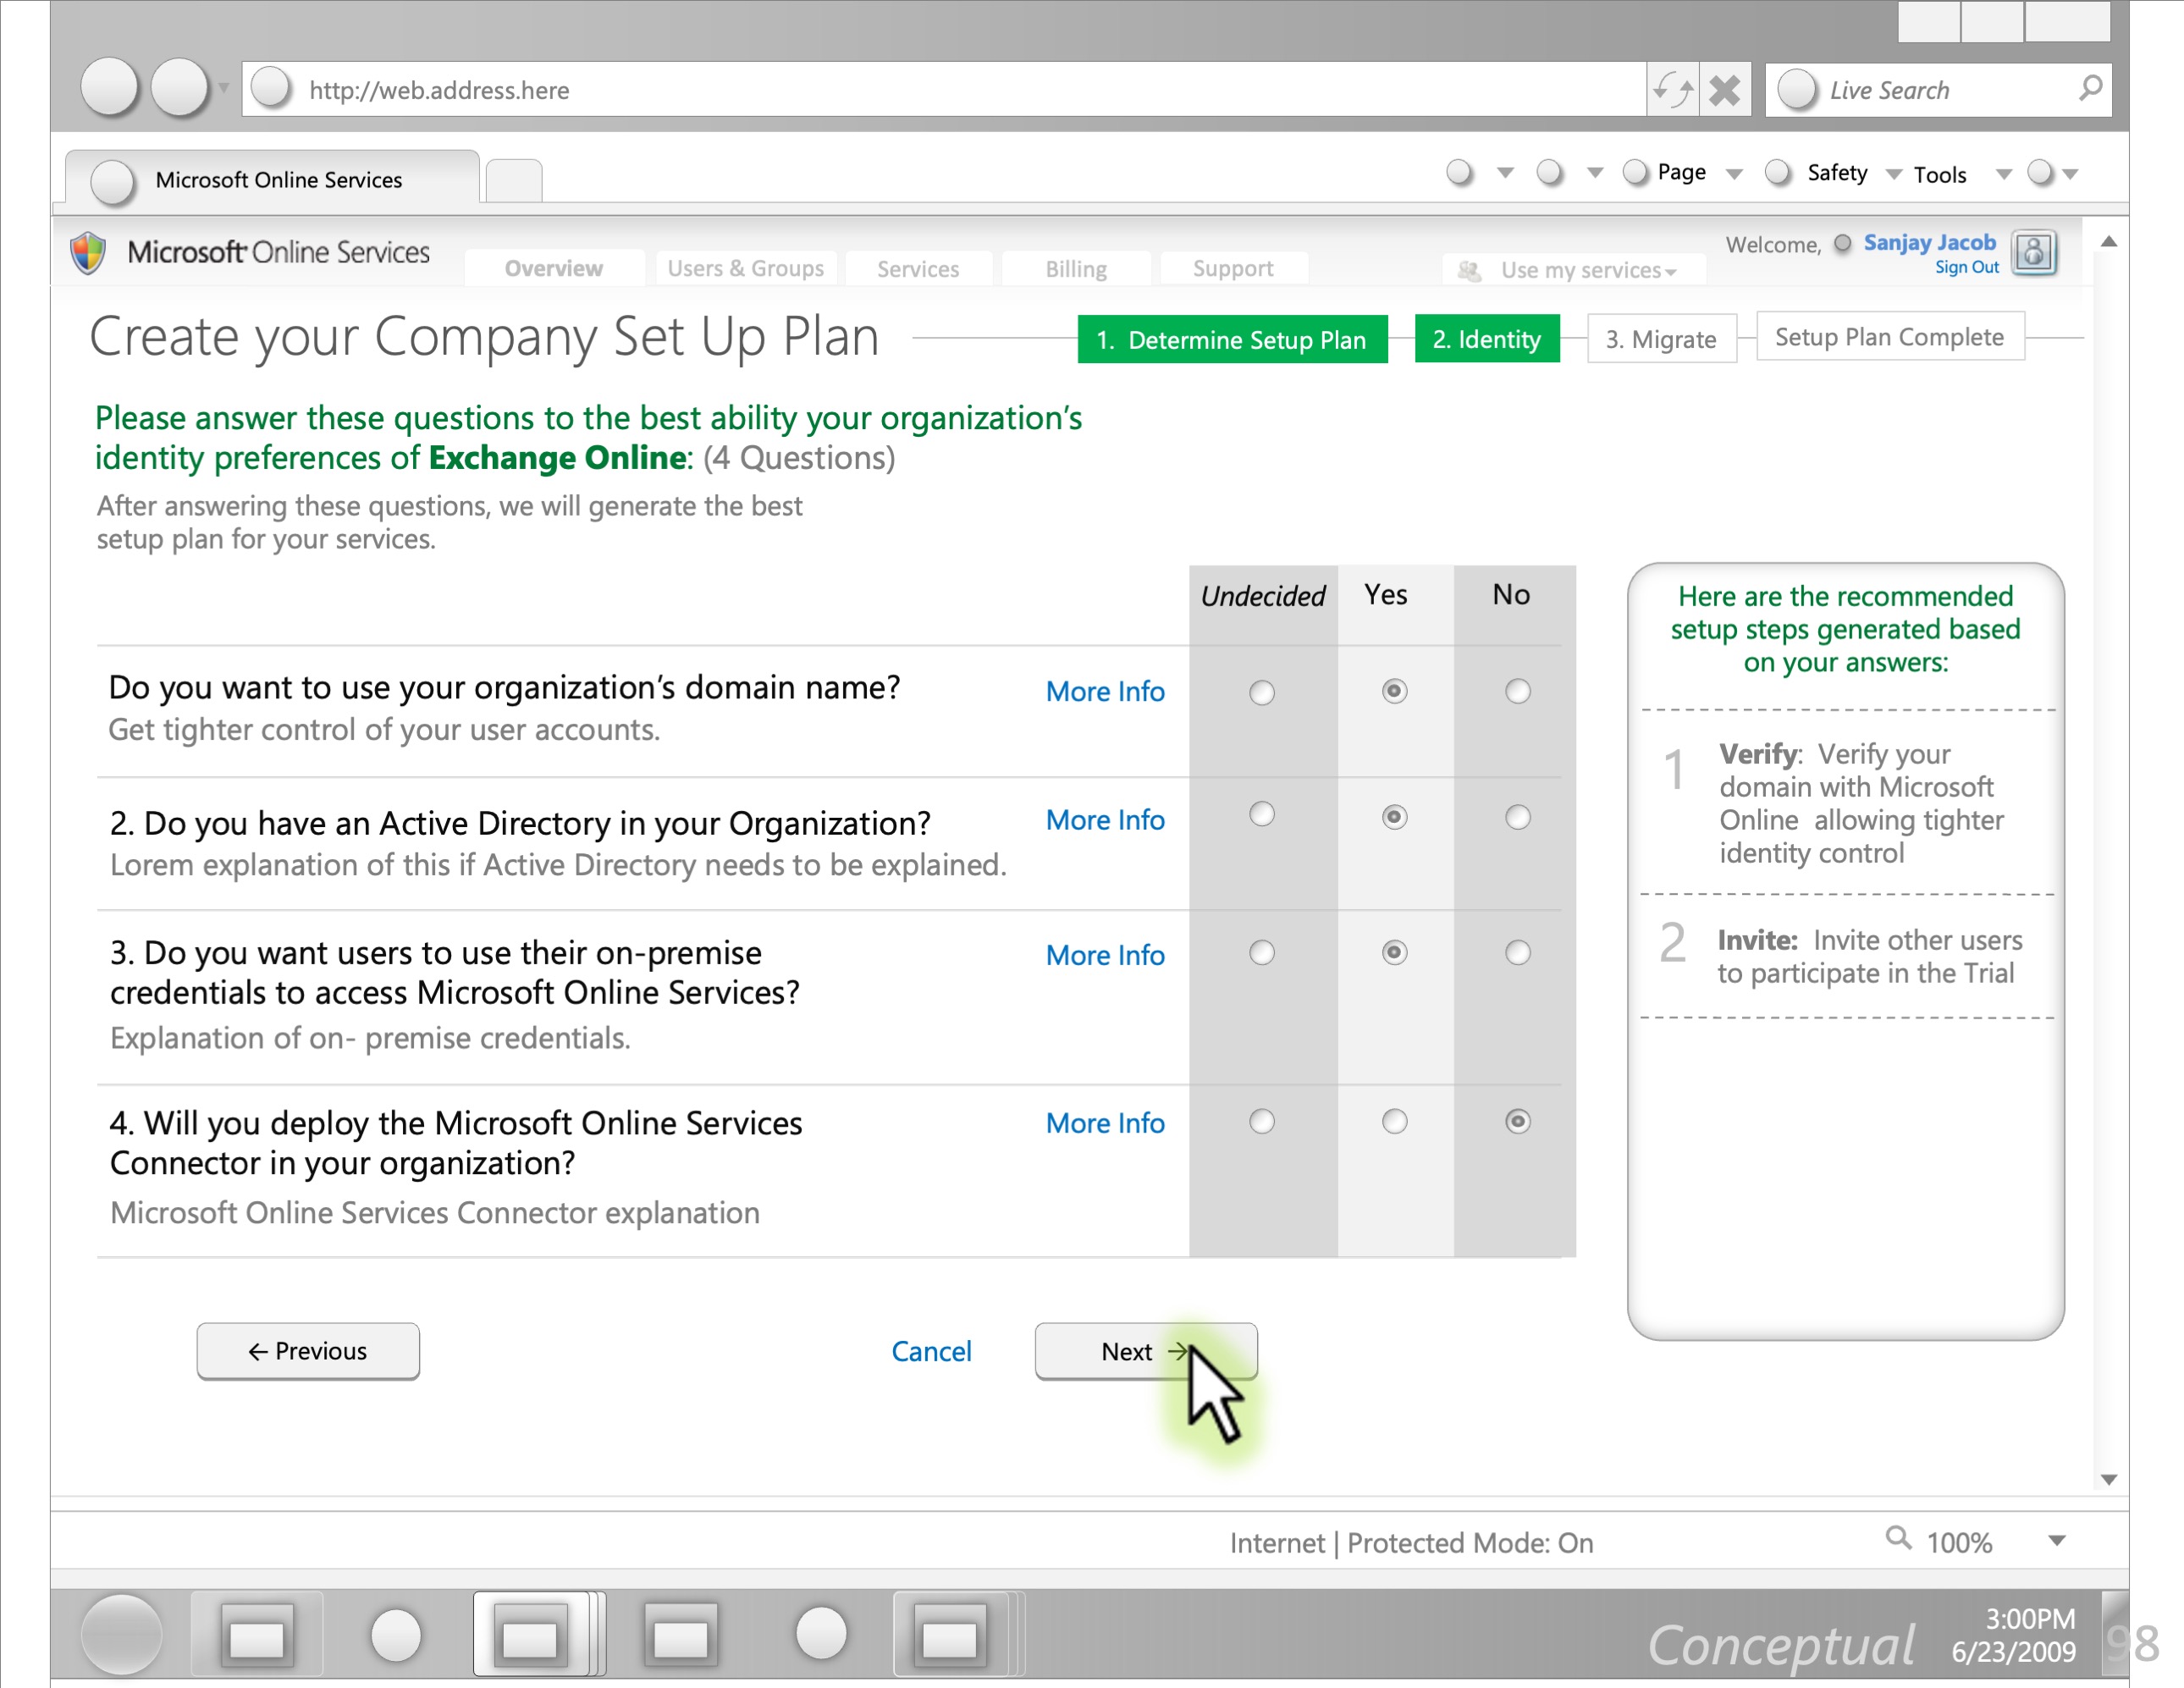 http://web.address.here
Live Search
Microsoft Online Services
Page
Safety
Tools
Microsoft Online Services
Overview
Users & Groups
Services
Billing
Support
Use my services
Welcome,
Sanjay Jacob
Sign Out
Create your Company Set Up Plan
1. Determine Setup Plan
2. Identity
3. Migrate
Setup Plan Complete
Please answer these questions to the best ability your organization’s
identity preferences of Exchange Online: (4 Questions)
After answering these questions, we will generate the best
setup plan for your services.
Undecided
Yes
No
Do you want to use your organization’s domain name?
Get tighter control of your user accounts.
More Info
2. Do you have an Active Directory in your Organization?
Lorem explanation of this if Active Directory needs to be explained.
More Info
3. Do you want users to use their on-premise
credentials to access Microsoft Online Services?
Explanation of on- premise credentials.
More Info
4. Will you deploy the Microsoft Online Services
Connector in your organization?
Microsoft Online Services Connector explanation
More Info
Here are the recommended
setup steps generated based
on your answers:
1
Verify: Verify your
domain with Microsoft
Online allowing tighter
identity control
2
Invite: Invite other users
to participate in the Trial
← Previous
Cancel
Next →
Internet | Protected Mode: On
100%
Conceptual
3:00PM
6/23/2009
98